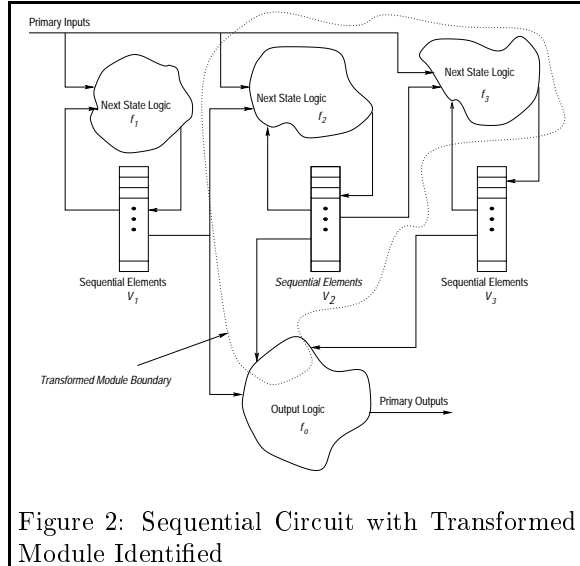 Primary Inputs
Next State Logic
f1
Next State Logic
f2
Next State Logic
f3
Sequential Elements
V1
Sequential Elements
V2
Sequential Elements
V3
Transformed Module Boundary
Output Logic
fo
Primary Outputs
Figure 2: Sequential Circuit with Transformed
Module Identified